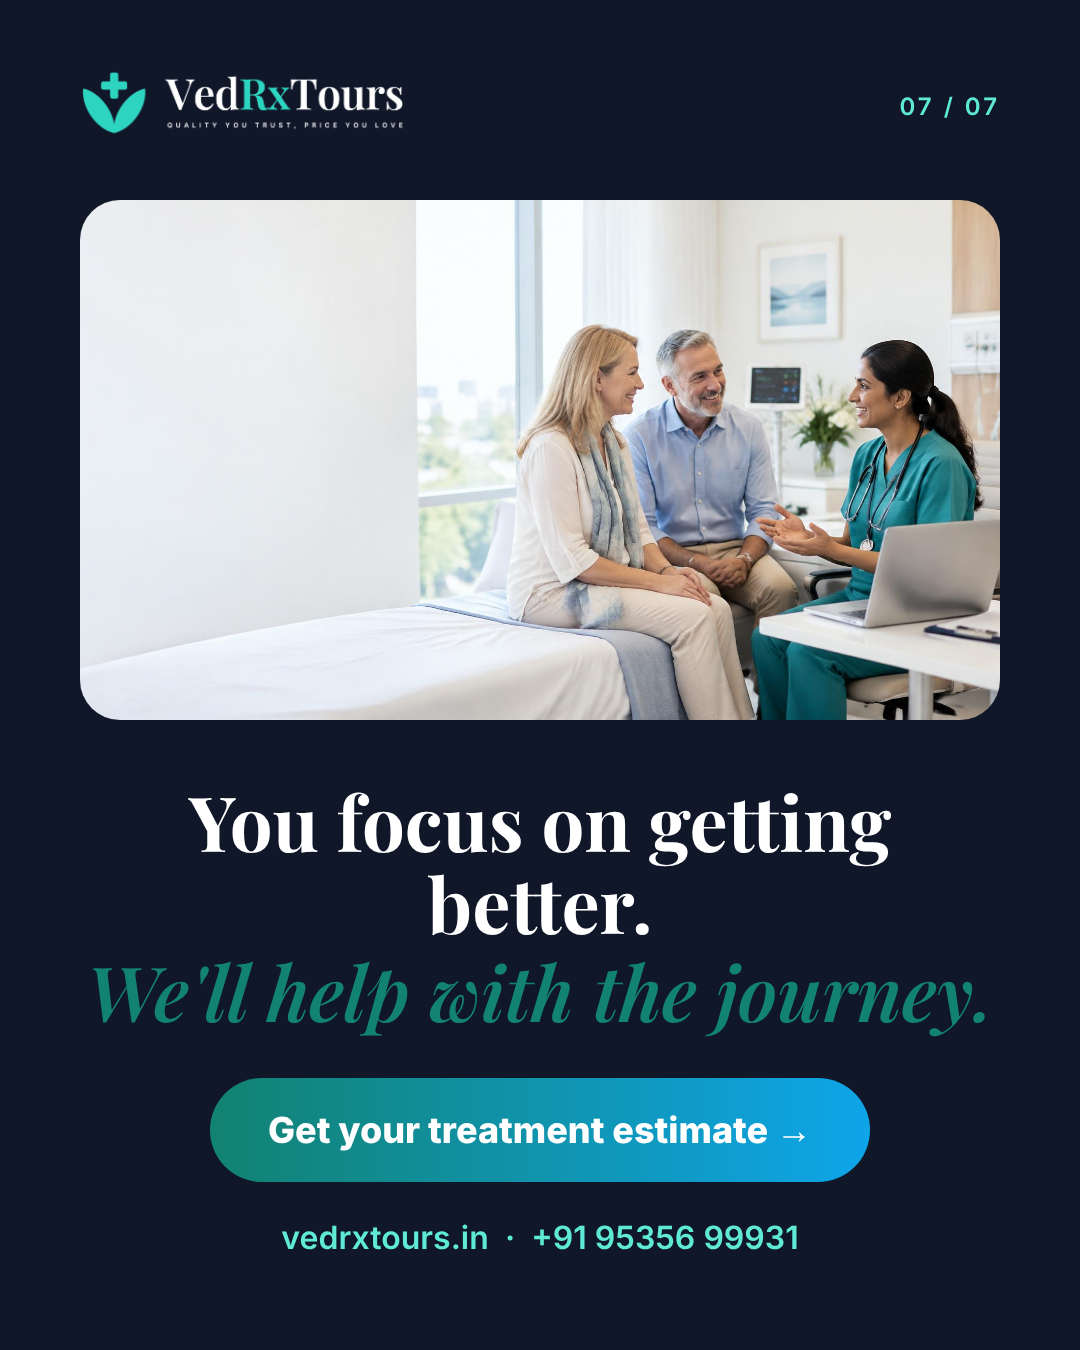 VedRxTours
QUALITY YOU TRUST, PRICE YOU LOVE
07 / 07
You focus on getting
better.
We'll help with the journey.
Get your treatment estimate →
vedrxtours.in · +91 95356 99931